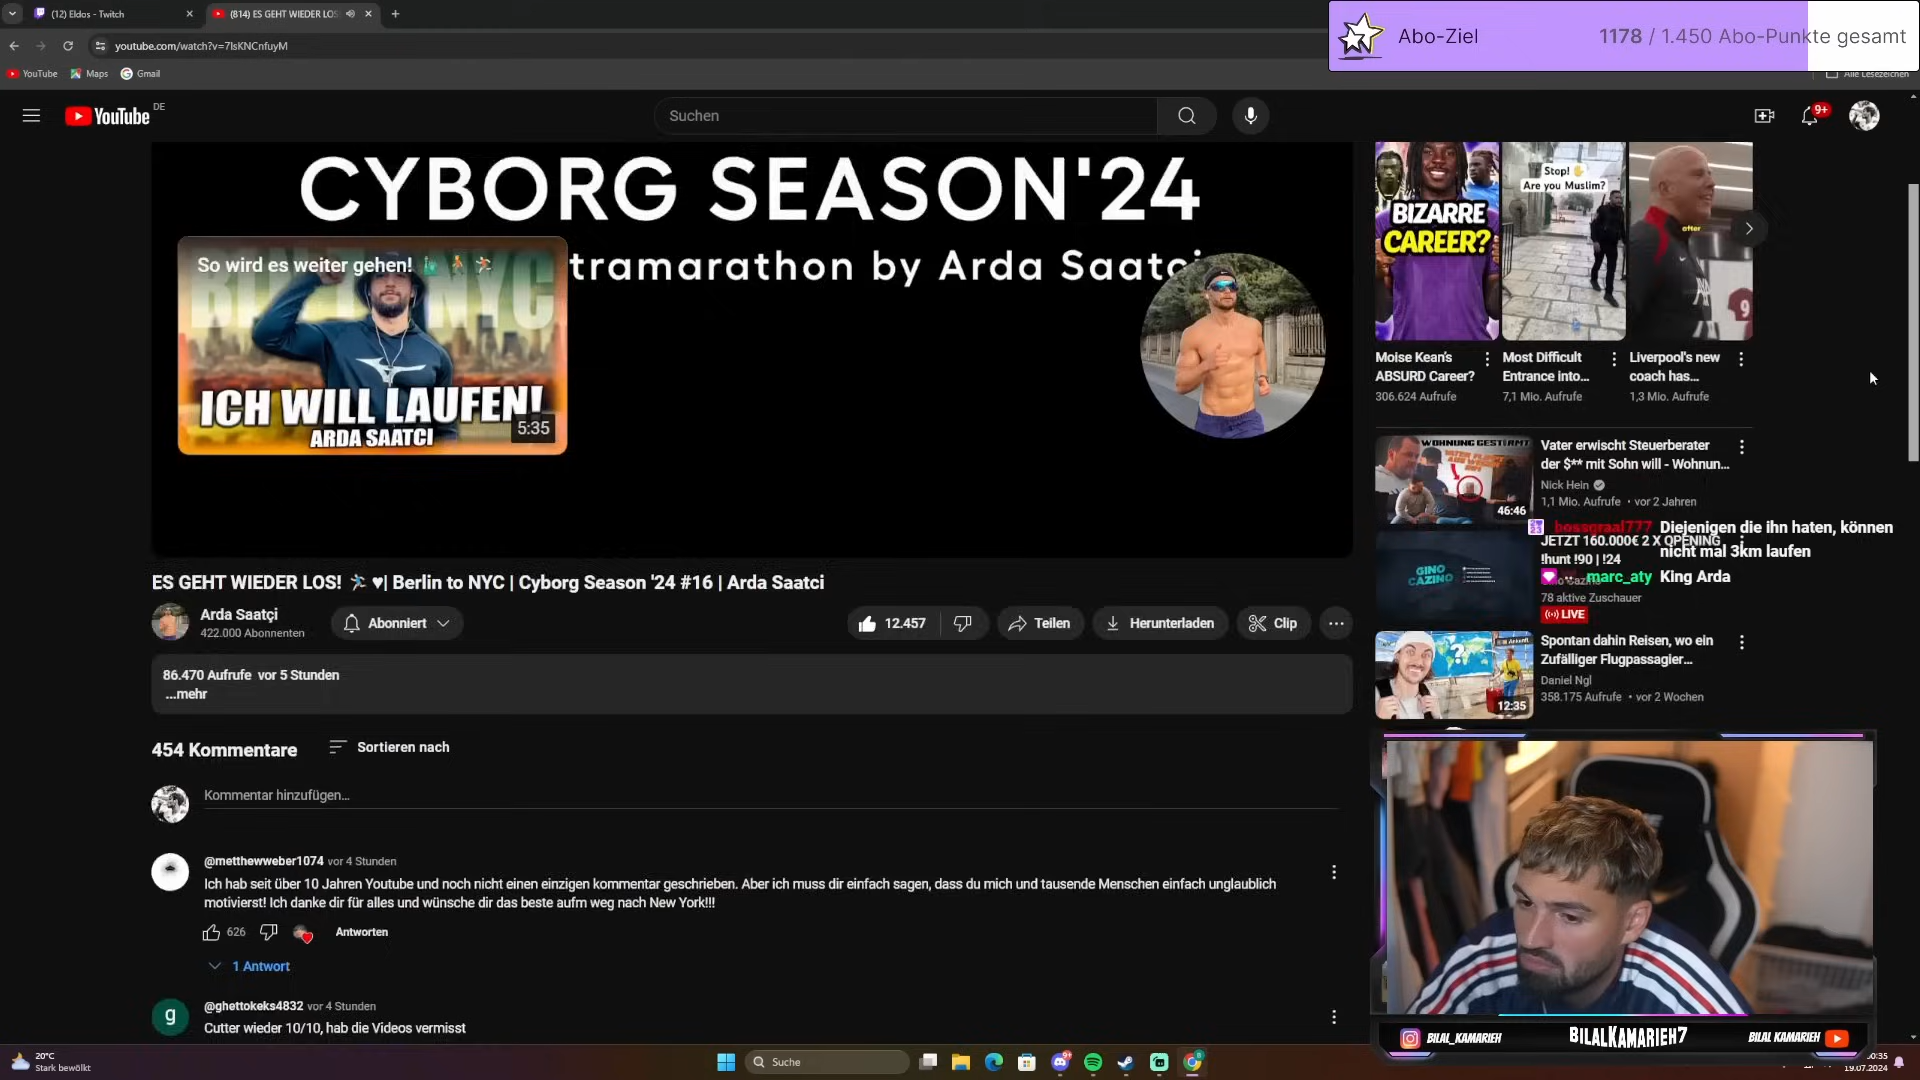 (12) Eldos - Twitch
(814) ES GEHT WIEDER LOS
youtube.com/watch?v=7IsKNCnfuyM
YouTube
Maps
Gmail
Abo-Ziel
1178 / 1.450 Abo-Punkte gesamt
Alle Lesezeichen
YouTube DE
Suchen
9+
CYBORG SEASON'24
tramarathon by Arda Saatçi
So wird es weiter gehen!
ICH WILL LAUFEN!
ARDA SAATCI
5:35
BIZARRE
CAREER?
Stop!
Are you Muslim?
after
Moise Kean's
ABSURD Career?
306.624 Aufrufe
Most Difficult
Entrance into...
7,1 Mio. Aufrufe
Liverpool's new
coach has...
1,3 Mio. Aufrufe
WOHNUNG GESTÜRMT
46:46
Vater erwischt Steuerberater
der $** mit Sohn will - Wohnun...
Nick Hein
1,1 Mio. Aufrufe • vor 2 Jahren
bossgraal777 Diejenigen die ihn haten, können
nicht mal 3km laufen
marc_aty King Arda
GINO
CAZINO
JETZT 160.000€ 2 X OPENING
!hunt !90 | !24
78 aktive Zuschauer
LIVE
12:35
Spontan dahin Reisen, wo ein
Zufälliger Flugpassagier...
Daniel Ngl
358.175 Aufrufe • vor 2 Wochen
ES GEHT WIEDER LOS! 🏃🏻♥| Berlin to NYC | Cyborg Season '24 #16 | Arda Saatci
Arda Saatçi
422.000 Abonnenten
Abonniert
12.457
Teilen
Herunterladen
Clip
86.470 Aufrufe vor 5 Stunden
...mehr
454 Kommentare
Sortieren nach
Kommentar hinzufügen...
@metthewweber1074 vor 4 Stunden
Ich hab seit über 10 Jahren Youtube und noch nicht einen einzigen kommentar geschrieben. Aber ich muss dir einfach sagen, dass du mich und tausende Menschen einfach unglaublich
motivierst! Ich danke dir für alles und wünsche dir das beste aufm weg nach New York!!!
626
Antworten
1 Antwort
g
@ghettokeks4832 vor 4 Stunden
Cutter wieder 10/10, hab die Videos vermisst
BILAL_KAMARIEH
BILALKAMARIEH7
BILAL KAMARIEH
20°C
Stark bewölkt
Suche
19.07.2024